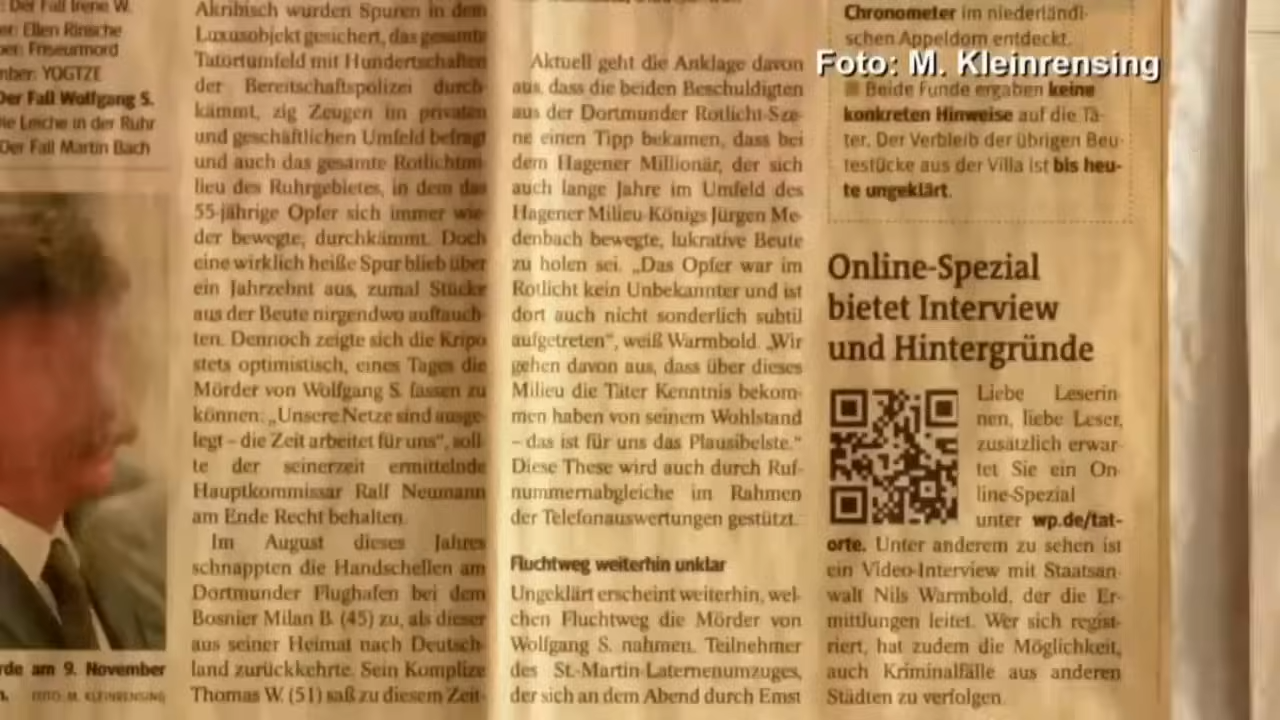 Der Fall Irene W.
er: Ellen Rinsche
er: Friseurmord
nber: YOGTZE
Der Fall Wolfgang S.
ne Leiche in der Ruhr
Der Fall Martin Bach
rde am 9. November
n. FOTO: M. KLEINRENSING
Akribisch wurden Spuren in dem
Luxusobjekt gesichert, das gesamte
Tatortumfeld mit Hundertschaften
der Bereitschaftspolizei durch-
kämmt, zig Zeugen im privaten
und geschäftlichen Umfeld befragt
und auch das gesamte Rotlichtmi-
lieu des Ruhrgebietes, in dem das
55-jährige Opfer sich immer wie-
der bewegte, durchkämmt. Doch
eine wirklich heiße Spur blieb über
ein Jahrzehnt aus, zumal Stücke
aus der Beute nirgendwo auftauch-
ten. Dennoch zeigte sich die Kripo
stets optimistisch, eines Tages die
Mörder von Wolfgang S. fassen zu
können: „Unsere Netze sind ausge-
legt – die Zeit arbeitet für uns“, soll-
te der seinerzeit ermittelnde
Hauptkommissar Ralf Neumann
am Ende Recht behalten.
Im August dieses Jahres
schnappten die Handschellen am
Dortmunder Flughafen bei dem
Bosnier Milan B. (45) zu, als dieser
aus seiner Heimat nach Deutsch-
land zurückkehrte. Sein Komplize
Thomas W. (51) saß zu diesem Zeit-
Aktuell geht die Anklage davon
aus, dass die beiden Beschuldigten
aus der Dortmunder Rotlicht-Sze-
ne einen Tipp bekamen, dass bei
dem Hagener Millionär, der sich
auch lange Jahre im Umfeld des
Hagener Milieu-Königs Jürgen Me-
denbach bewegte, lukrative Beute
zu holen sei. „Das Opfer war im
Rotlicht kein Unbekannter und ist
dort auch nicht sonderlich subtil
aufgetreten“, weiß Warmbold. „Wir
gehen davon aus, dass über dieses
Milieu die Täter Kenntnis bekom-
men haben von seinem Wohlstand
– das ist für uns das Plausibelste.“
Diese These wird auch durch Ruf-
nummernabgleiche im Rahmen
der Telefonauswertungen gestützt.
Fluchtweg weiterhin unklar
Ungeklärt erscheint weiterhin, wel-
chen Fluchtweg die Mörder von
Wolfgang S. nahmen. Teilnehmer
des St.-Martin-Laternenumzuges,
der sich an dem Abend durch Emst
Chronometer im niederländi-
schen Appeldom entdeckt.
Foto: M. Kleinrensing
Beide Funde ergaben keine
konkreten Hinweise auf die Tä-
ter. Der Verbleib der übrigen Beu-
testücke aus der Villa ist bis heu-
te ungeklärt.
Online-Spezial
bietet Interview
und Hintergründe
Liebe Leserin-
nen, liebe Leser,
zusätzlich erwar-
tet Sie ein On-
line-Spezial
unter wp.de/tat-
orte. Unter anderem zu sehen ist
ein Video-Interview mit Staatsan-
walt Nils Warmbold, der die Er-
mittlungen leitet. Wer sich regist-
riert, hat zudem die Möglichkeit,
auch Kriminalfälle aus anderen
Städten zu verfolgen.